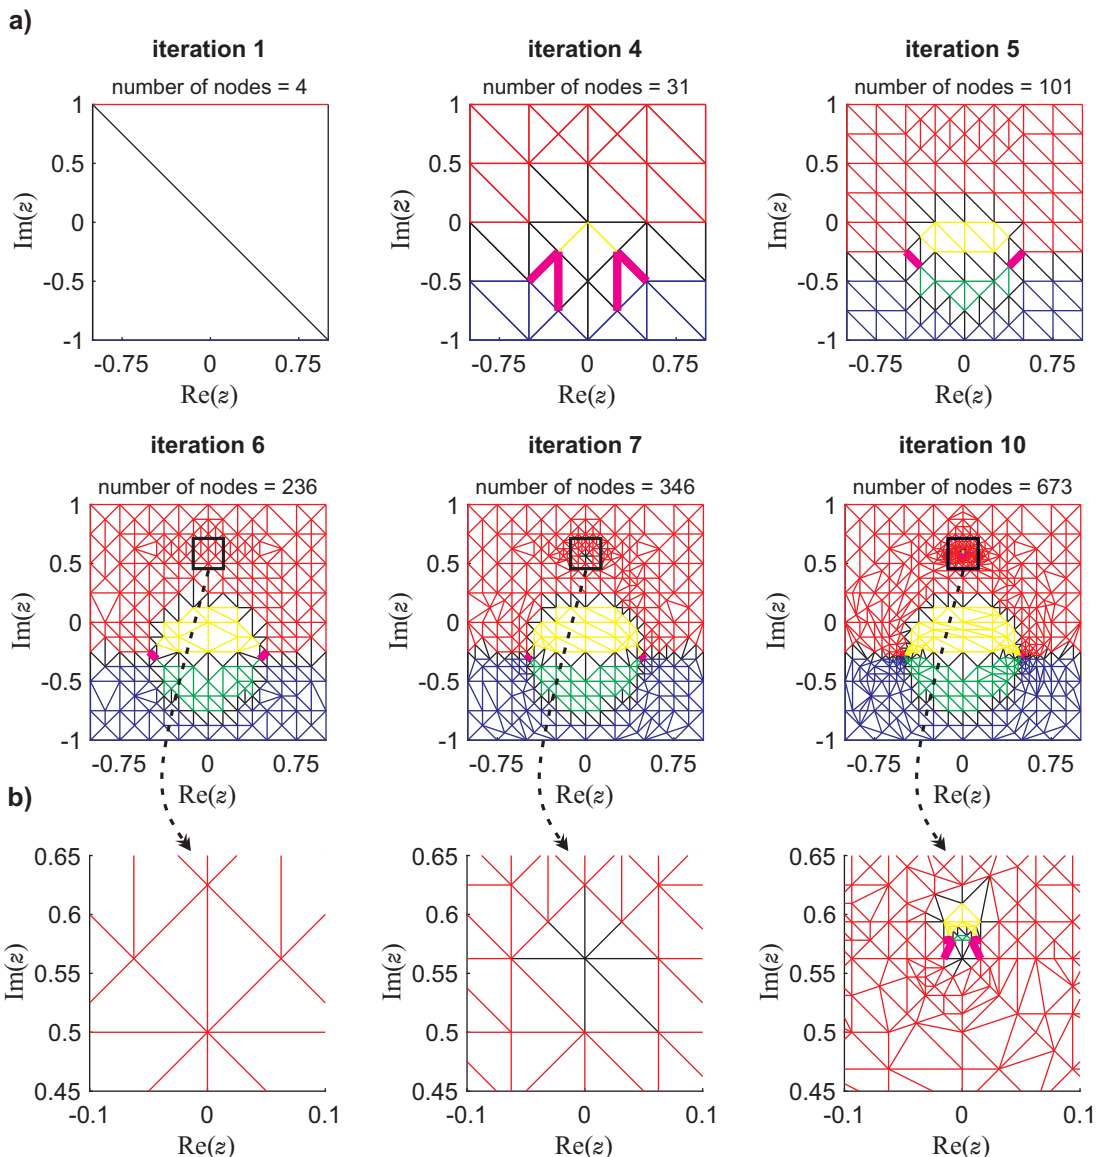 a)
iteration 1
iteration 4
iteration 5
number of nodes = 4
number of nodes = 31
number of nodes = 101
1
0.5
0
-0.5
-1
Im(z)
-0.75
0
0.75
Re(z)
1
0.5
0
-0.5
-1
Im(z)
-0.75
0
0.75
Re(z)
1
0.5
0
-0.5
-1
Im(z)
-0.75
0
0.75
Re(z)
iteration 6
iteration 7
iteration 10
number of nodes = 236
number of nodes = 346
number of nodes = 673
1
0.5
0
-0.5
-1
Im(z)
-0.75
0
0.75
Re(z)
1
0.5
0
-0.5
-1
Im(z)
-0.75
0
0.75
Re(z)
1
0.5
0
-0.5
-1
Im(z)
-0.75
0
0.75
Re(z)
b)
0.65
0.6
0.55
0.5
0.45
Im(z)
-0.1
0
0.1
Re(z)
0.65
0.6
0.55
0.5
0.45
Im(z)
-0.1
0
0.1
Re(z)
0.65
0.6
0.55
0.5
0.45
Im(z)
-0.1
0
0.1
Re(z)